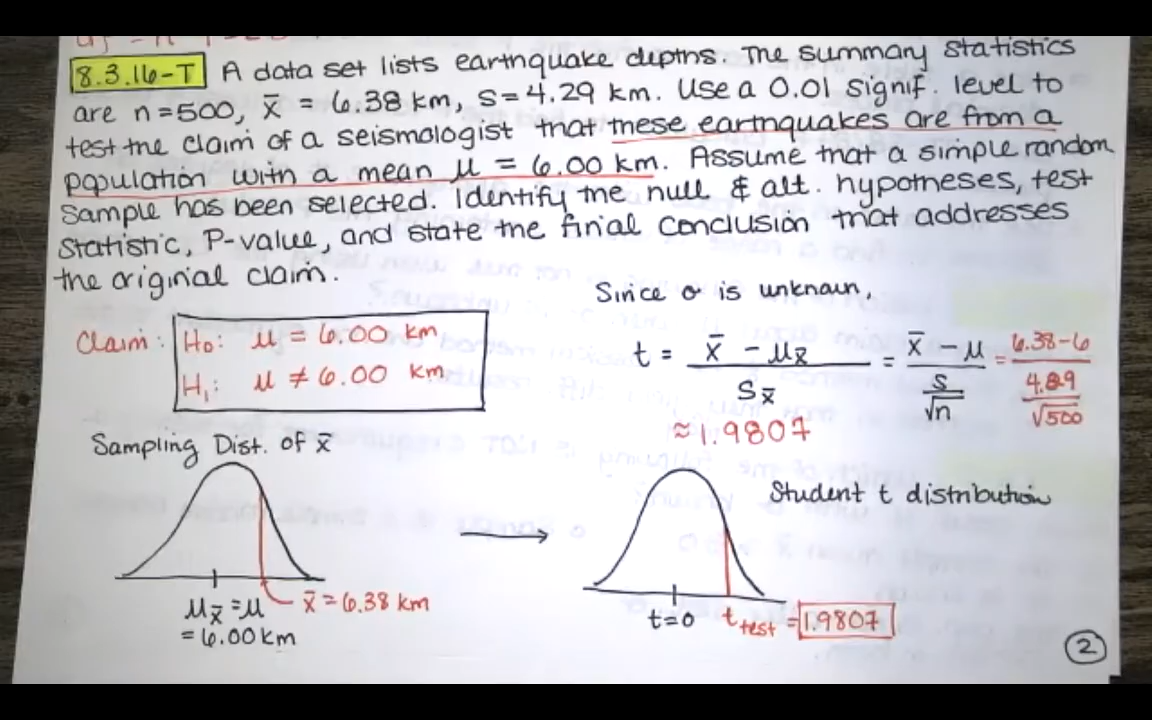 8.3.16-T A data set lists earthquake depths. The summary statistics
are n = 500, x̄ = 6.38 km, s = 4.29 km. Use a 0.01 signif. level to
test the claim of a seismologist that these earthquakes are from a
population with a mean μ = 6.00 km. Assume that a simple random
sample has been selected. Identify the null & alt. hypotheses, test
statistic, P-value, and state the final conclusion that addresses
the original claim.
Since σ is unknown,
Claim: H₀: μ = 6.00 km
H₁: μ ≠ 6.00 km
t = (x̄ - μx̄) / sx̄ = (x̄ - μ) / (s/√n) = (6.38-6) / (4.29/√500)
≈ 1.9807
Sampling Dist. of x̄
Student t distribution
μx̄ = μ
= 6.00 km
x̄ = 6.38 km
t=0
t test = 1.9807
2